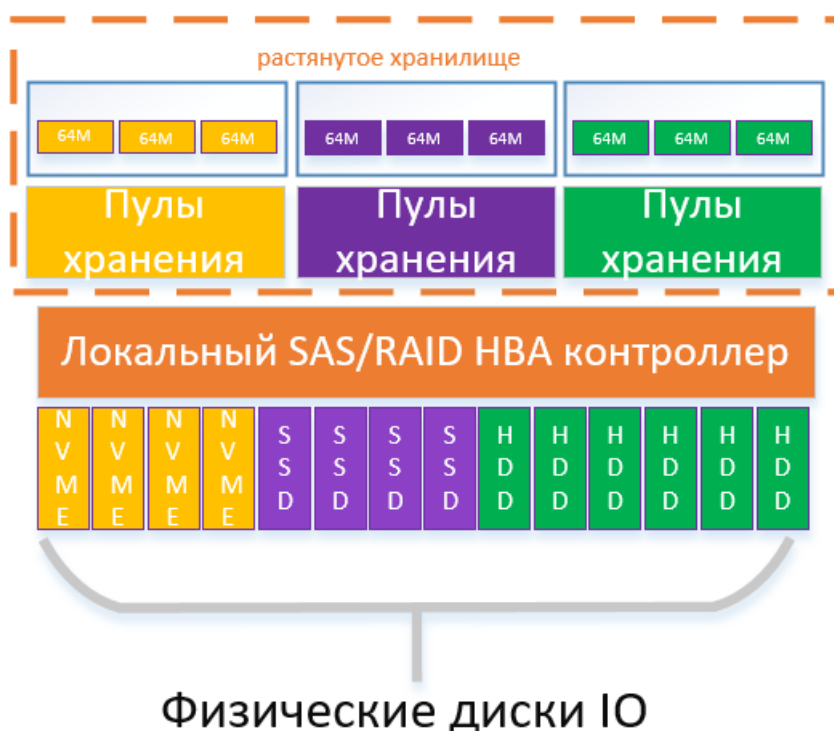 растянутое хранилище
64M 64M 64M 64M 64M 64M 64M 64M 64M
Пулы хранения
Пулы хранения
Пулы хранения
Локальный SAS/RAID HBA контроллер
NVME NVME NVME NVME SSD SSD SSD SSD HDD HDD HDD HDD HDD HDD
Физические диски IO